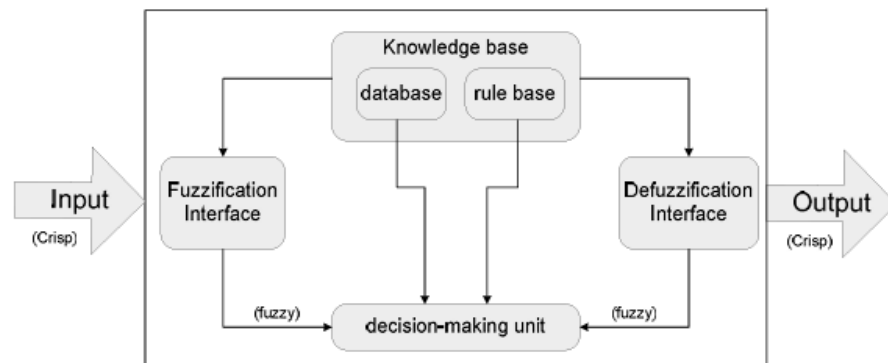 Knowledge base
database
rule base
Input
(Crisp)
Fuzzification
Interface
Defuzzification
Interface
Output
(Crisp)
(fuzzy)
decision-making unit
(fuzzy)